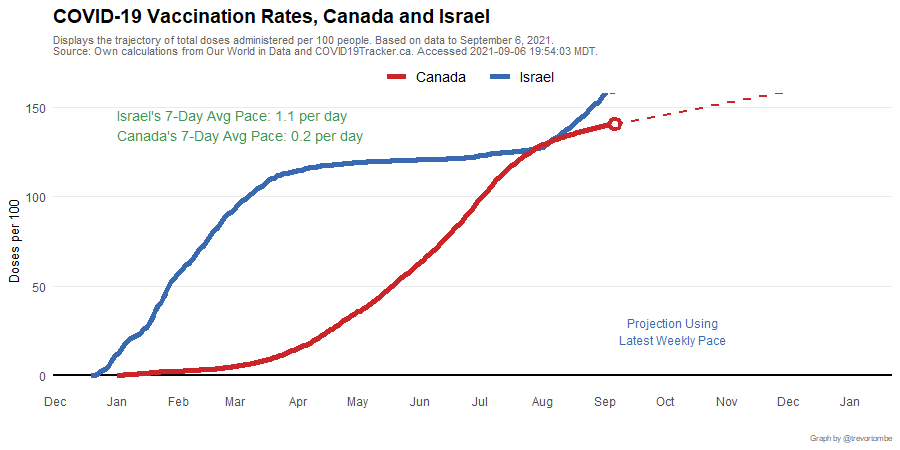 COVID-19 Vaccination Rates, Canada and Israel
Displays the trajectory of total doses administered per 100 people. Based on data to September 6, 2021.
Source: Own calculations from Our World in Data and COVID19Tracker.ca. Accessed 2021-09-06 19:54:03 MDT.
Canada Israel
Israel's 7-Day Avg Pace: 1.1 per day
Canada's 7-Day Avg Pace: 0.2 per day
Doses per 100
150
100
50
0
Projection Using
Latest Weekly Pace
Dec Jan Feb Mar Apr May Jun Jul Aug Sep Oct Nov Dec Jan
Graph by @trevortombe